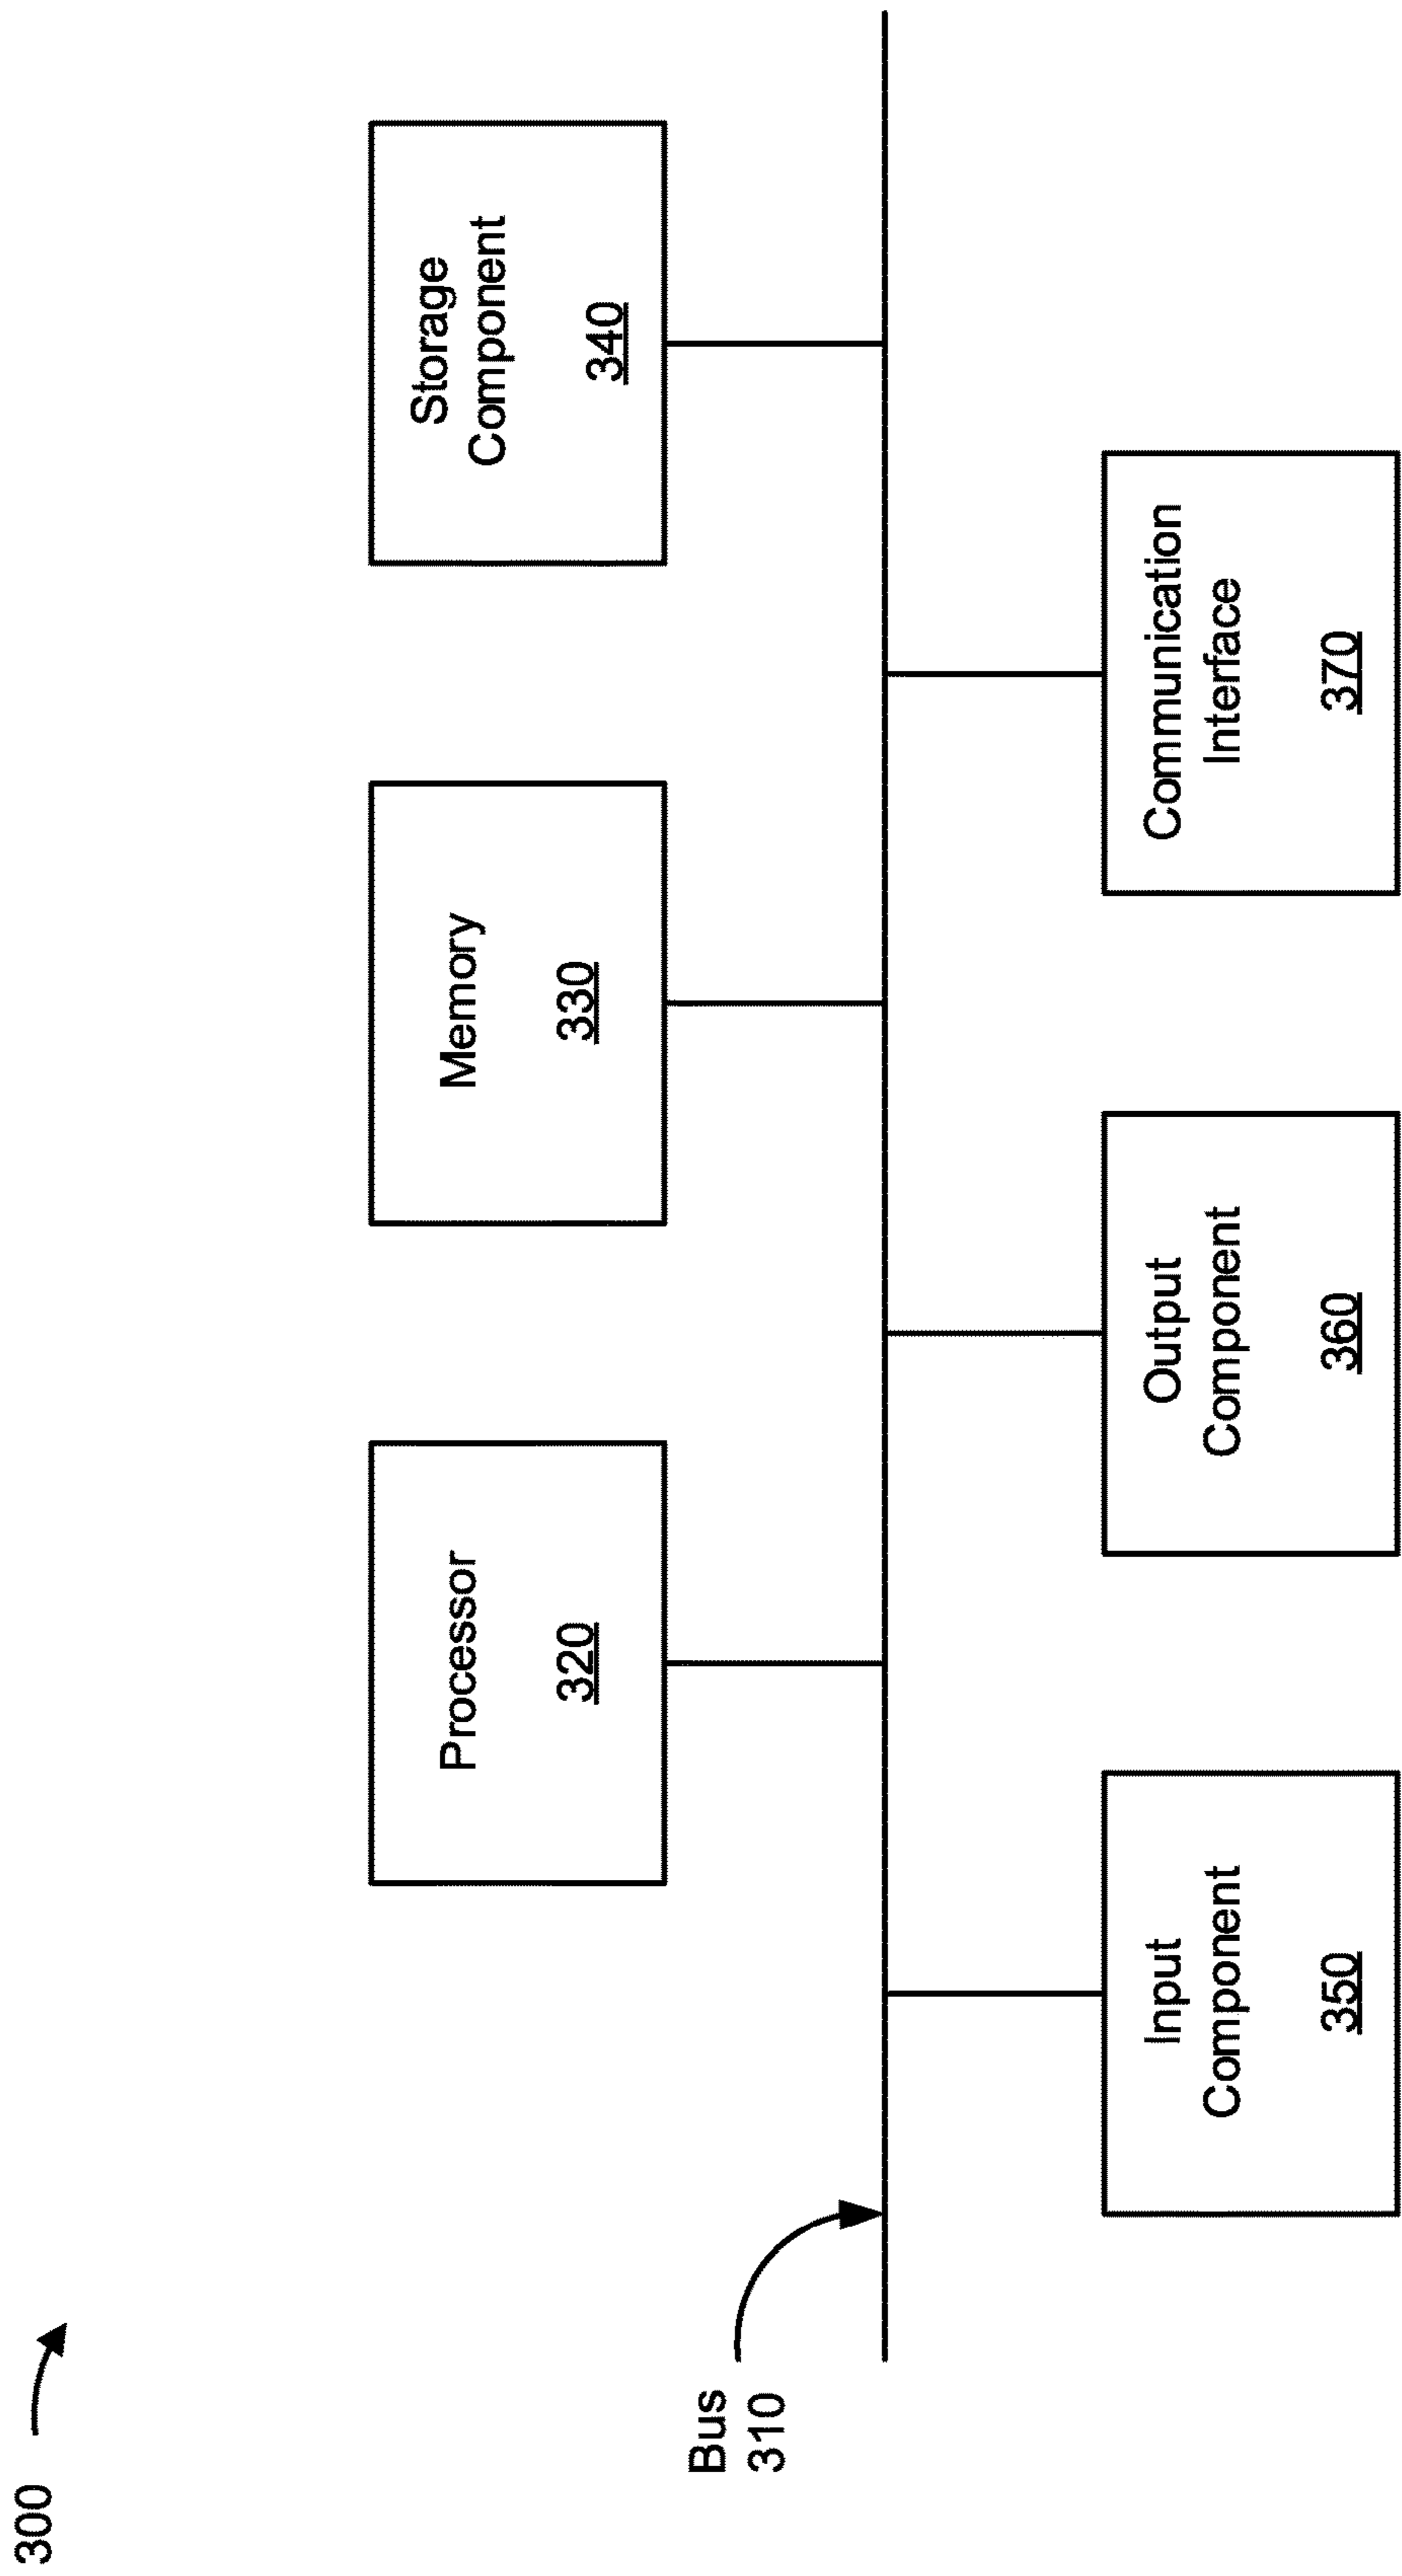 300
Processor
320
Memory
330
Storage
Component
340
Bus
310
Input
Component
350
Output
Component
360
Communication
Interface
370